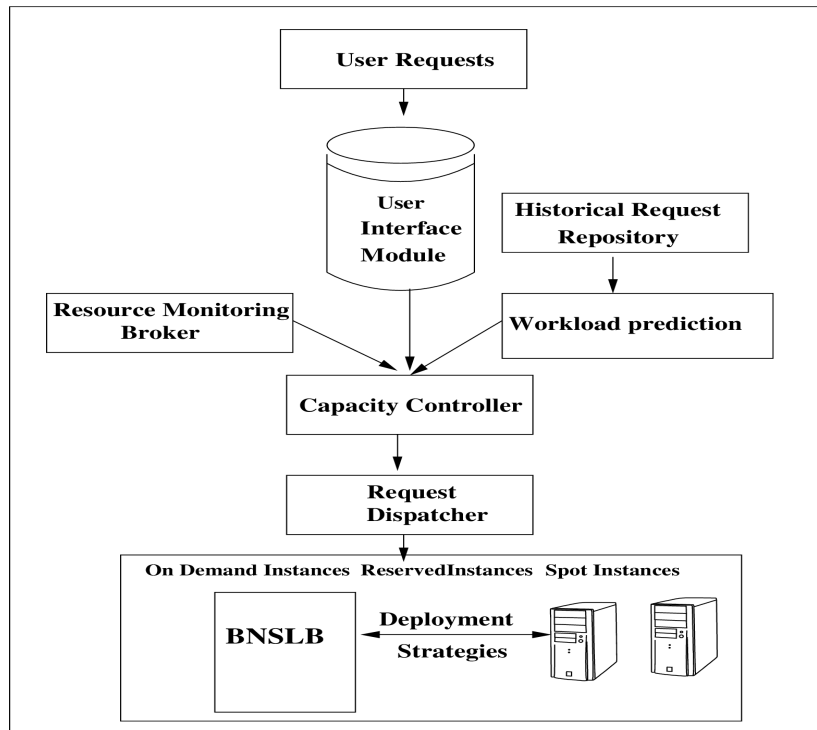 User Requests
User
Interface
Module
Historical Request
Repository
Resource Monitoring
Broker
Workload prediction
Capacity Controller
Request
Dispatcher
On Demand Instances ReservedInstances Spot Instances
BNSLB
Deployment
Strategies